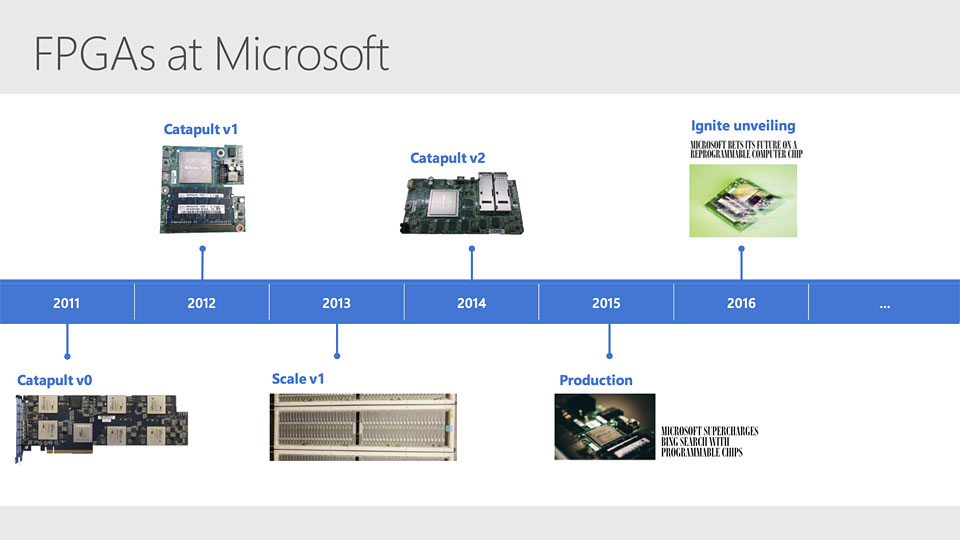 FPGAs at Microsoft
Catapult v1
Catapult v2
Ignite unveiling
MICROSOFT BETS ITS FUTURE ON A
REPROGRAMMABLE COMPUTER CHIP
2011
2012
2013
2014
2015
2016
...
Catapult v0
Scale v1
Production
MICROSOFT SUPERCHARGES
BING SEARCH WITH
PROGRAMMABLE CHIPS